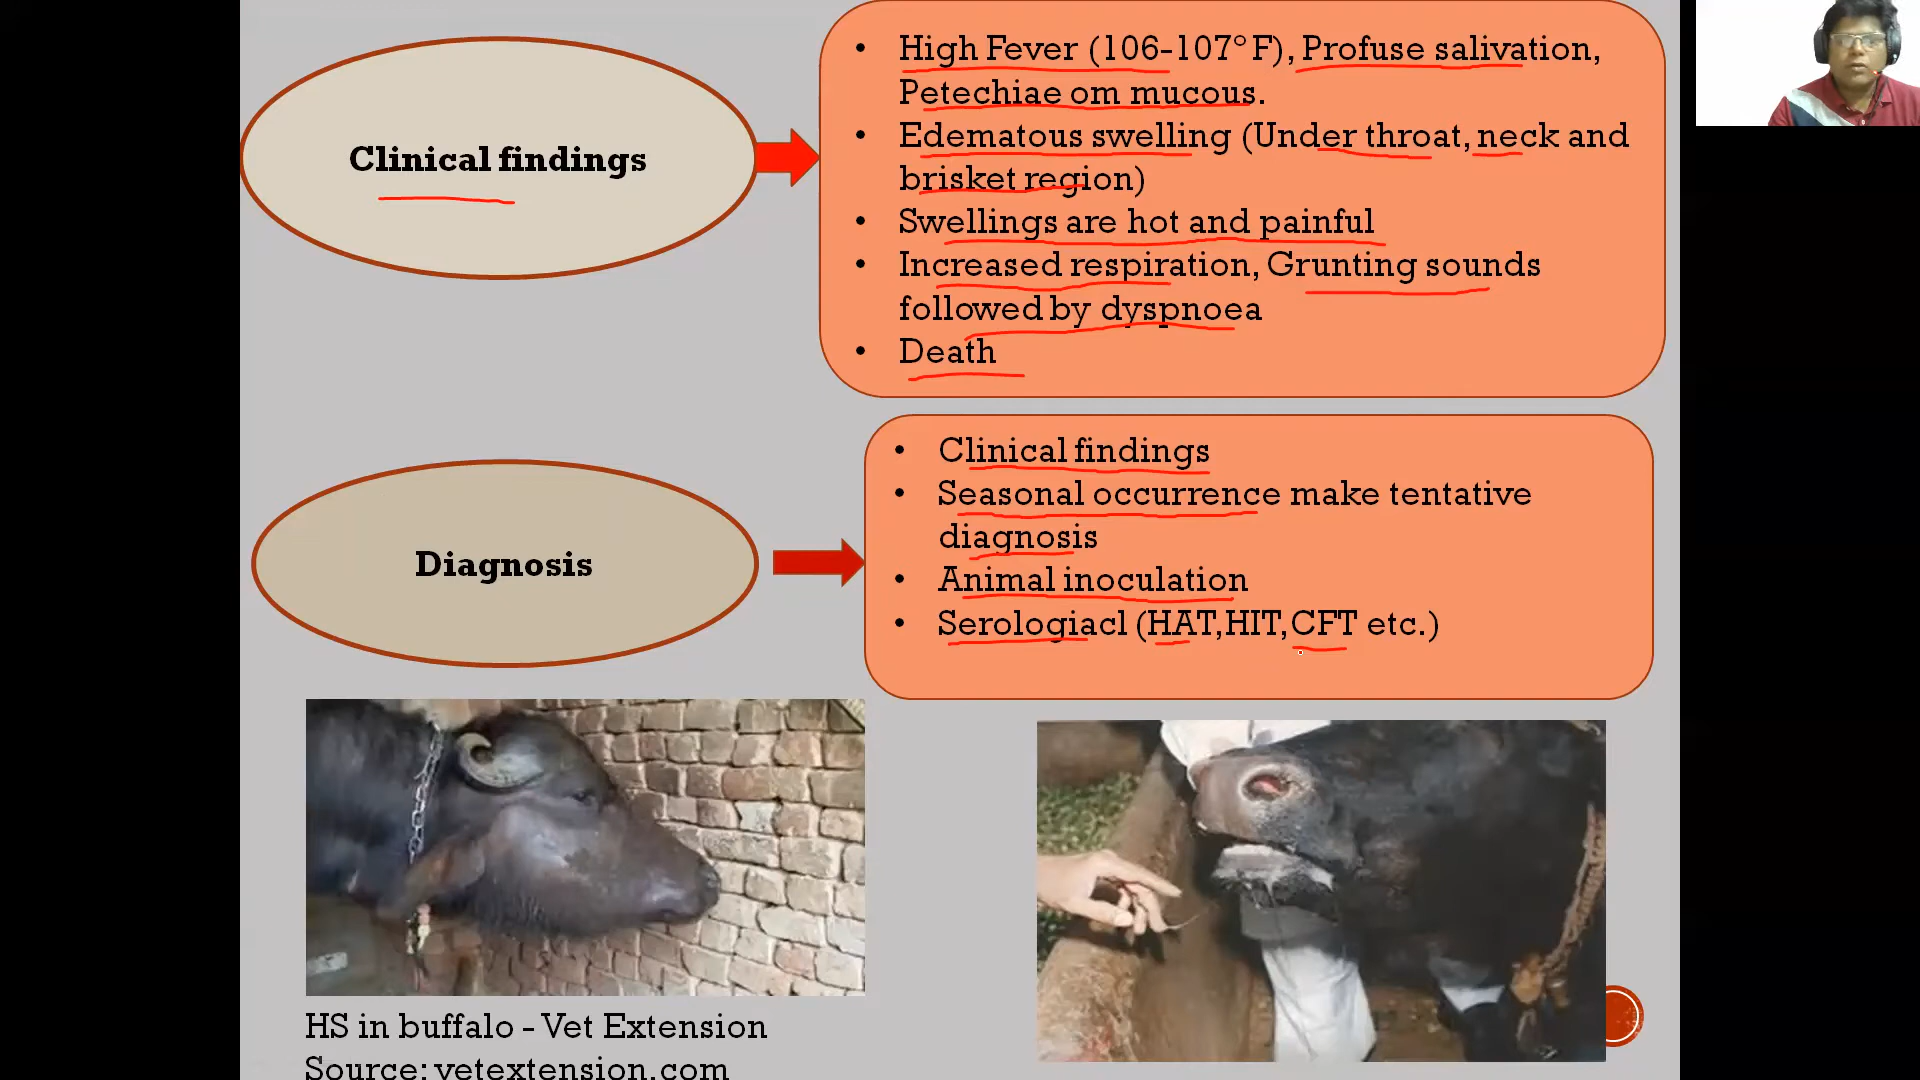 Clinical findings
• High Fever (106-107°F), Profuse salivation,
Petechiae om mucous.
• Edematous swelling (Under throat, neck and
brisket region)
• Swellings are hot and painful
• Increased respiration, Grunting sounds
followed by dyspnoea
• Death
Diagnosis
• Clinical findings
• Seasonal occurrence make tentative
diagnosis
• Animal inoculation
• Serologiacl (HAT,HIT,CFT etc.)
HS in buffalo - Vet Extension
Source: vetextension.com